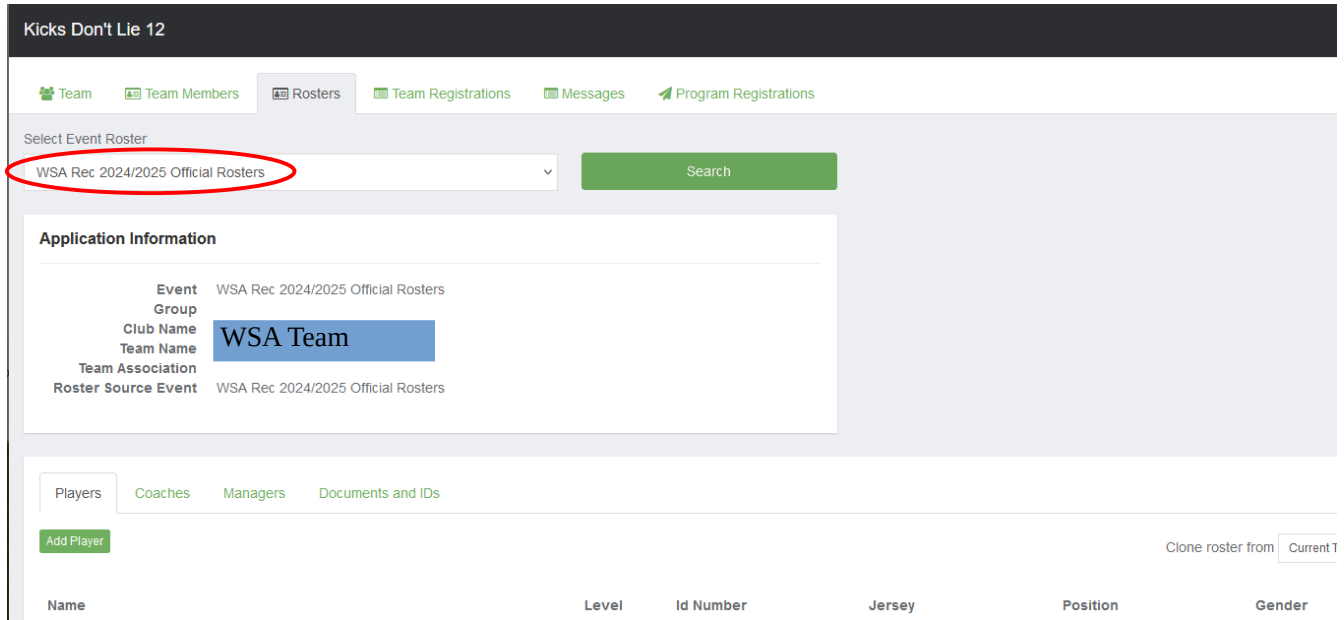 Kicks Don't Lie 12
Team Team Members Rosters Team Registrations Messages Program Registrations
Select Event Roster
WSA Rec 2024/2025 Official Rosters Search
Application Information
Event WSA Rec 2024/2025 Official Rosters
Group
Club Name
WSA Team
Team Name
Team Association
Roster Source Event WSA Rec 2024/2025 Official Rosters
Players Coaches Managers Documents and IDs
Add Player
Clone roster from Current
Name Level Id Number Jersey Position Gender